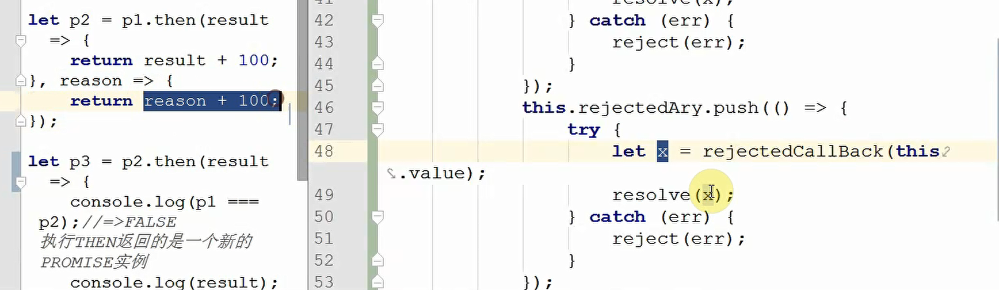 let p2 = p1.then(result
=> {
return result + 100;
}, reason => {
return reason + 100;
});
let p3 = p2.then(result
=> {
console.log(p1 ===
p2);//=>FALSE
执行THEN返回的是一个新的
PROMISE实例
console.log(result);
41 resolve(x);
42 } catch (err) {
43 reject(err);
44 }
45 });
46 this.rejectedAry.push(() => {
47 try {
48 let x = rejectedCallBack(this
.value);
49 resolve(x);
50 } catch (err) {
51 reject(err);
52 }
53 });